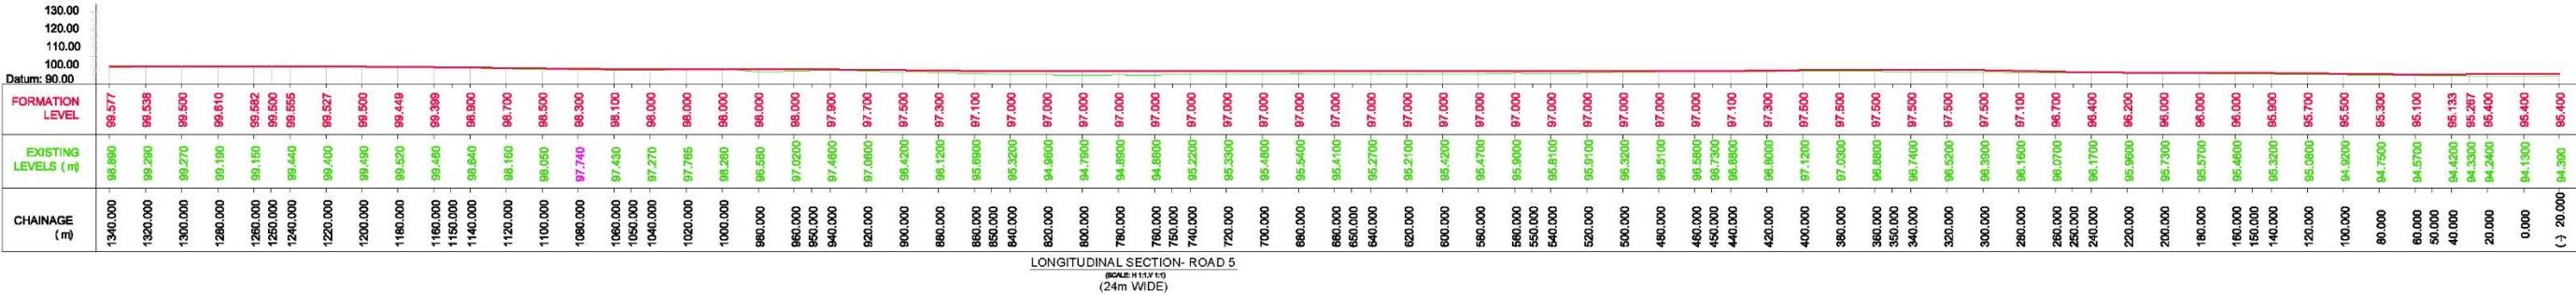 130.00
120.00
110.00
100.00
Datum: 90.00
FORMATION LEVEL 99.577 99.538 99.500 99.610 99.582 99.500 99.555 99.527 99.500 99.449 99.399 98.900 98.700 98.500 98.300 98.100 98.000 98.000 98.000 98.000 98.000 97.900 97.700 97.500 97.300 97.100 97.000 97.000 97.000 97.000 97.000 97.000 97.000 97.000 97.000 97.000 97.000 97.000 97.000 97.000 97.000 97.000 97.000 97.000 97.000 97.000 97.100 97.300 97.500 97.500 97.500 97.500 97.500 97.500 97.100 96.700 96.400 96.200 96.000 96.000 96.000 95.900 95.700 95.500 95.300 95.100 95.133 95.267 95.400 95.400 95.400
EXISTING LEVELS ( m) 98.890 99.290 99.270 99.190 99.150 99.440 99.400 99.490 99.520 99.460 98.640 98.160 98.050 97.740 97.430 97.270 97.765 98.260 96.580 97.0200 97.4600 97.0600 96.4200 96.1200 95.6900 95.3200 94.9600 94.7900 94.8900 94.8800 95.2200 95.3300 95.4800 95.5400 95.4100 95.2700 95.2100 95.4200 95.4700 95.9000 95.8100 95.9100 96.3200 96.5100 96.5800 96.7300 96.8800 96.8000 97.1200 97.0300 96.8800 96.7400 96.5200 96.3900 96.1600 96.0700 96.1700 95.9600 95.7300 95.5700 95.4600 95.3200 95.0800 94.9200 94.7500 94.5700 94.4200 94.3300 94.2400 94.1300 94.390
CHAINAGE ( m) 1340.000 1320.000 1300.000 1280.000 1260.000 1250.000 1240.000 1220.000 1200.000 1180.000 1160.000 1150.000 1140.000 1120.000 1100.000 1080.000 1060.000 1050.000 1040.000 1020.000 1000.000 980.000 960.000 950.000 940.000 920.000 900.000 880.000 860.000 850.000 840.000 820.000 800.000 780.000 760.000 750.000 740.000 720.000 700.000 680.000 660.000 650.000 640.000 620.000 600.000 580.000 560.000 550.000 540.000 520.000 500.000 480.000 460.000 450.000 440.000 420.000 400.000 380.000 360.000 350.000 340.000 320.000 300.000 280.000 260.000 250.000 240.000 220.000 200.000 180.000 160.000 150.000 140.000 120.000 100.000 80.000 60.000 50.000 40.000 20.000 0.000 (-) 20.000
LONGITUDINAL SECTION- ROAD 5
(SCALE: H 1:1,V 1:1)
(24m WIDE)